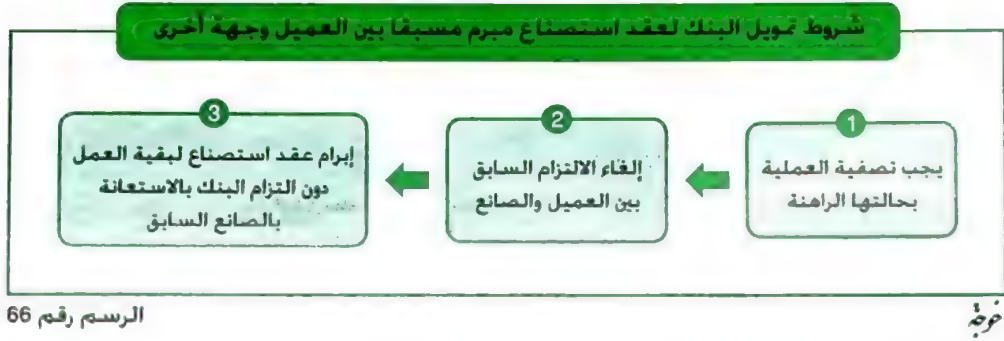 شروط تمويل البنك لعقد استصناع مبرم مسبقا بين العميل وجهة أخرى
1
يجب تصفية العملية
بحالتها الراهنة
2
إلغاء الالتزام السابق
بين العميل والصانع
3
إبرام عقد استصناع لبقية العمل
دون التزام البنك بالاستعانة
بالصانع السابق
الرسم رقم 66